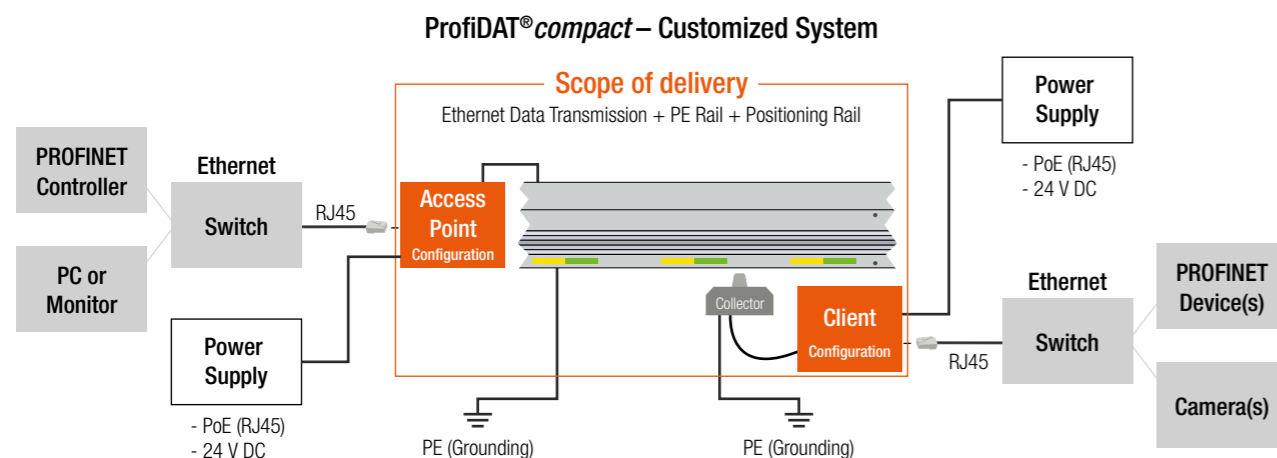 ProfiDAT® compact – Customized System
Scope of delivery
Ethernet Data Transmission + PE Rail + Positioning Rail
PROFINET
Controller
PC or
Monitor
Ethernet
Switch
RJ45
Access
Point
Configuration
Power
Supply
- PoE (RJ45)
- 24 V DC
PE (Grounding)
Collector
PE (Grounding)
Client
Configuration
Power
Supply
- PoE (RJ45)
- 24 V DC
RJ45
Ethernet
Switch
PROFINET
Device(s)
Camera(s)